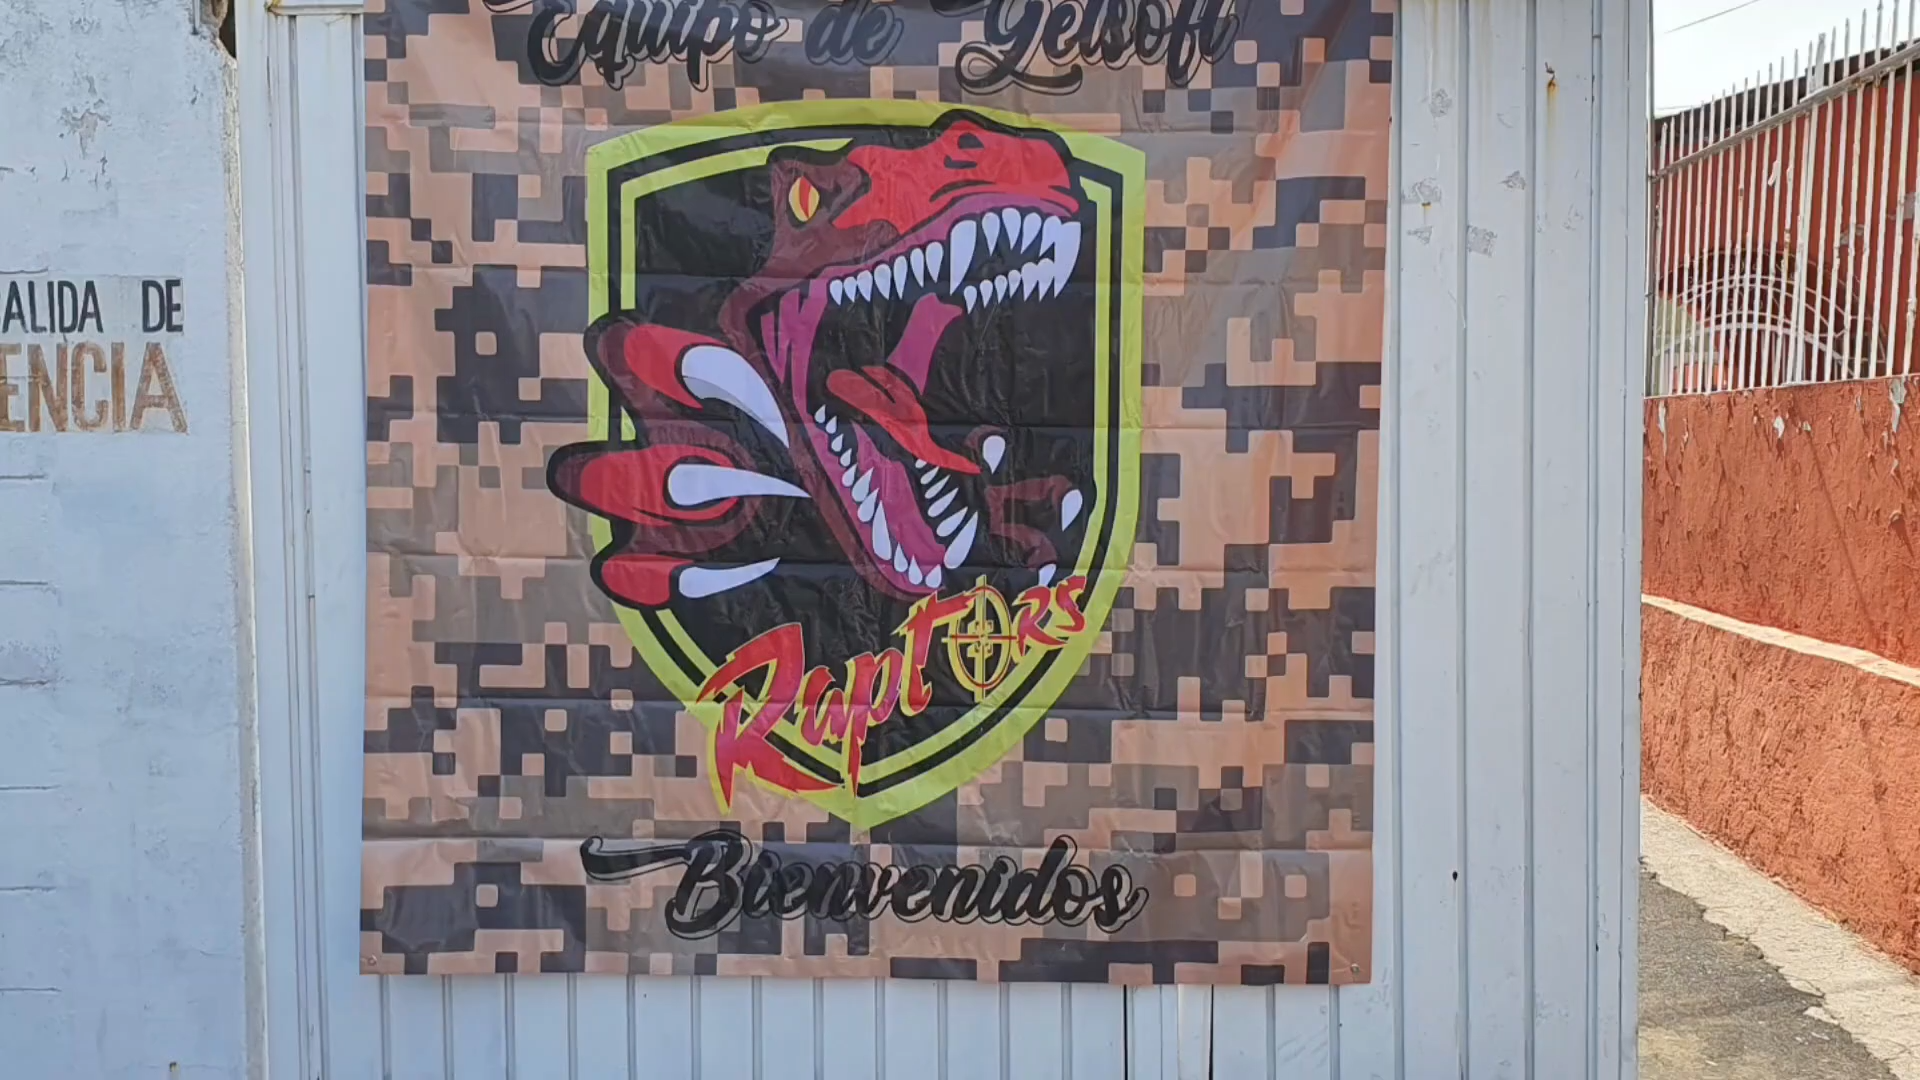 Equipo de Gelsoft
ALIDA DE
ENCIA
Raptors
Bienvenidos